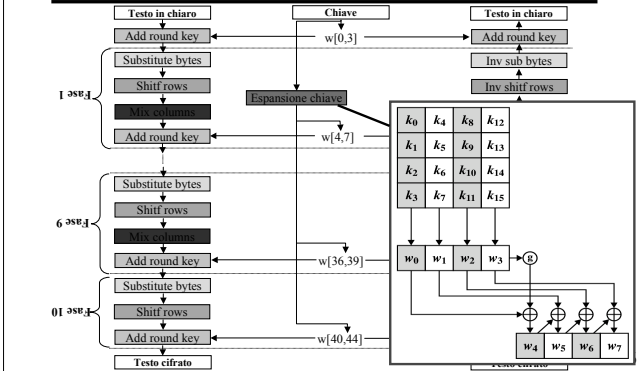 Testo in chiaro Chiave Testo in chiaro
Add round key w[0,3] Add round key
Substitute bytes Inv sub bytes
Shitf rows Inv shitf rows
Mix columns Espansione chiave
Add round key w[4,7]
Fase 1
Substitute bytes
Shitf rows
Mix columns
Add round key w[36,39]
Fase 9
Substitute bytes
Shitf rows
Add round key w[40,44]
Fase 10
Testo cifrato
k0 k4 k8 k12
k1 k5 k9 k13
k2 k6 k10 k14
k3 k7 k11 k15
w0 w1 w2 w3 g
w4 w5 w6 w7